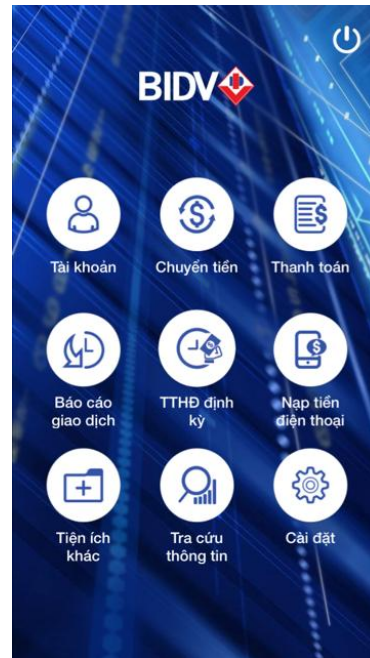 BIDV
Tài khoản
Chuyển tiền
Thanh toán
Báo cáo
giao dịch
TTHĐ định
kỳ
Nạp tiền
điện thoại
Tiện ích
khác
Tra cứu
thông tin
Cài đặt